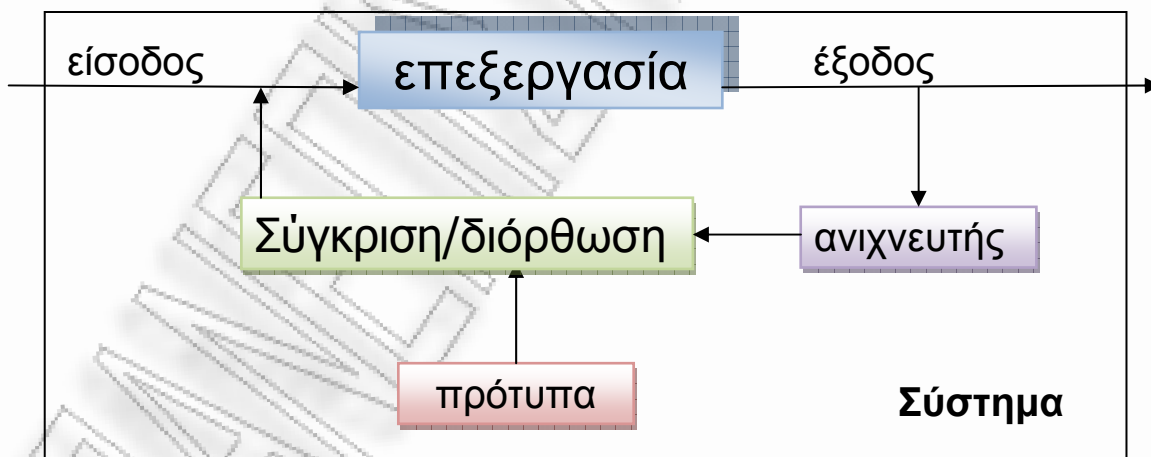 είσοδος
επεξεργασία
έξοδος
Σύγκριση/διόρθωση
ανιχνευτής
πρότυπα
Σύστημα